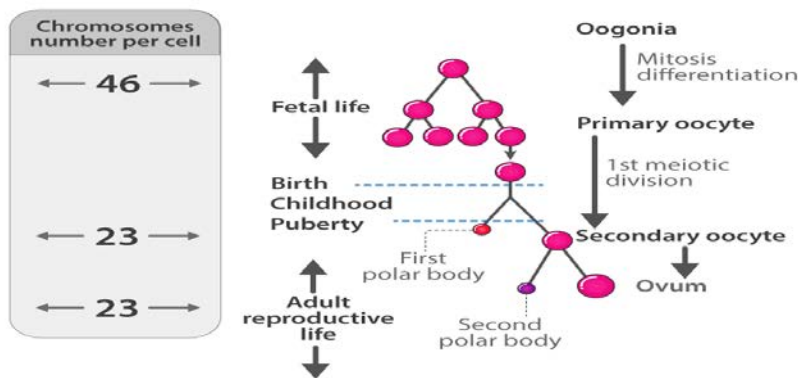 Chromosomes
number per cell
46
23
23
Fetal life
Birth
Childhood
Puberty
Adult
reproductive
life
First
polar body
Second
polar body
Oogonia
Mitosis
differentiation
Primary oocyte
1st meiotic
division
Secondary oocyte
Ovum